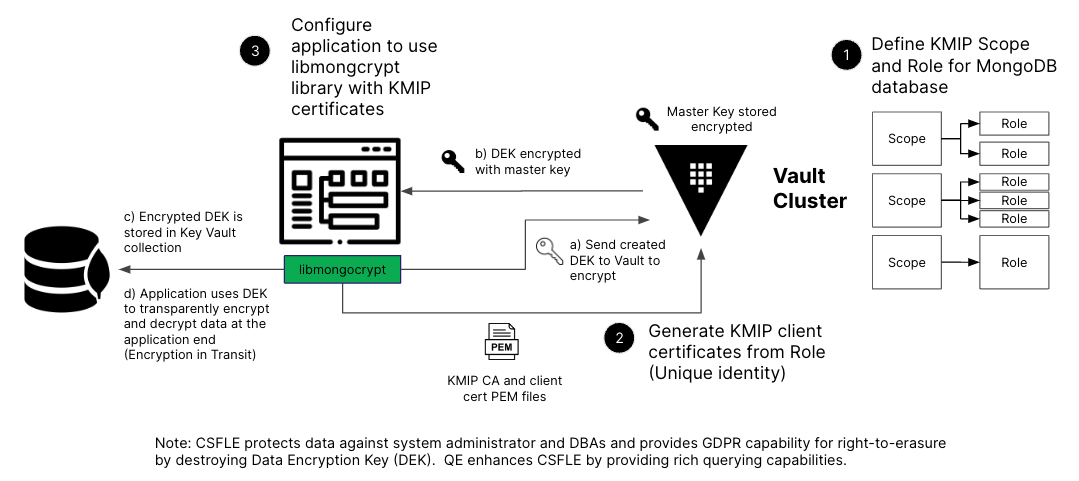 3
Configure
application to use
libmongcrypt
library with KMIP
certificates
1
Define KMIP Scope
and Role for MongoDB
database
Scope
Role
Role
Scope
Role
Role
Role
Scope
Role
Master Key stored
encrypted
Vault
Cluster
b) DEK encrypted
with master key
a) Send created
DEK to Vault to
encrypt
c) Encrypted DEK is
stored in Key Vault
collection
libmongocrypt
d) Application uses DEK
to transparently encrypt
and decrypt data at the
application end
(Encryption in Transit)
PEM
KMIP CA and client
cert PEM files
2
Generate KMIP client
certificates from Role
(Unique identity)
Note: CSFLE protects data against system administrator and DBAs and provides GDPR capability for right-to-erasure
by destroying Data Encryption Key (DEK).  QE enhances CSFLE by providing rich querying capabilities.